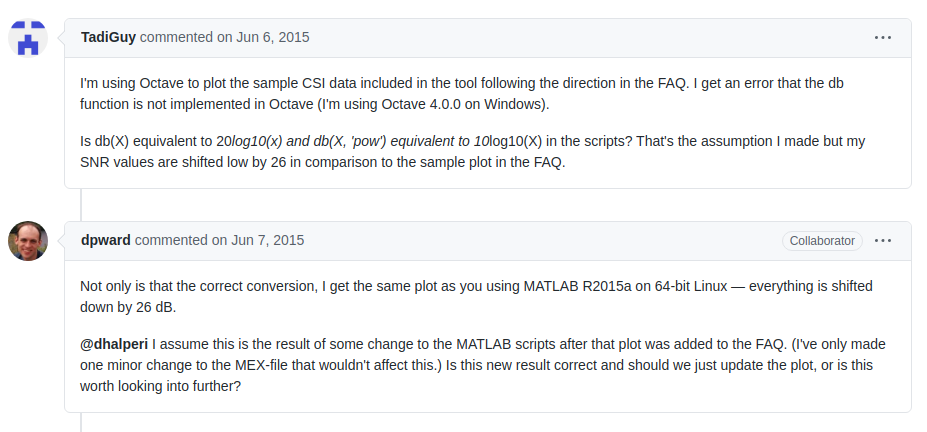 TadiGuy commented on Jun 6, 2015
I'm using Octave to plot the sample CSI data included in the tool following the direction in the FAQ. I get an error that the db
function is not implemented in Octave (I'm using Octave 4.0.0 on Windows).
Is db(X) equivalent to 20log10(x) and db(X, 'pow') equivalent to 10log10(X) in the scripts? That's the assumption I made but my
SNR values are shifted low by 26 in comparison to the sample plot in the FAQ.
dpward commented on Jun 7, 2015 Collaborator
Not only is that the correct conversion, I get the same plot as you using MATLAB R2015a on 64-bit Linux — everything is shifted
down by 26 dB.
@dhalperi I assume this is the result of some change to the MATLAB scripts after that plot was added to the FAQ. (I've only made
one minor change to the MEX-file that wouldn't affect this.) Is this new result correct and should we just update the plot, or is this
worth looking into further?